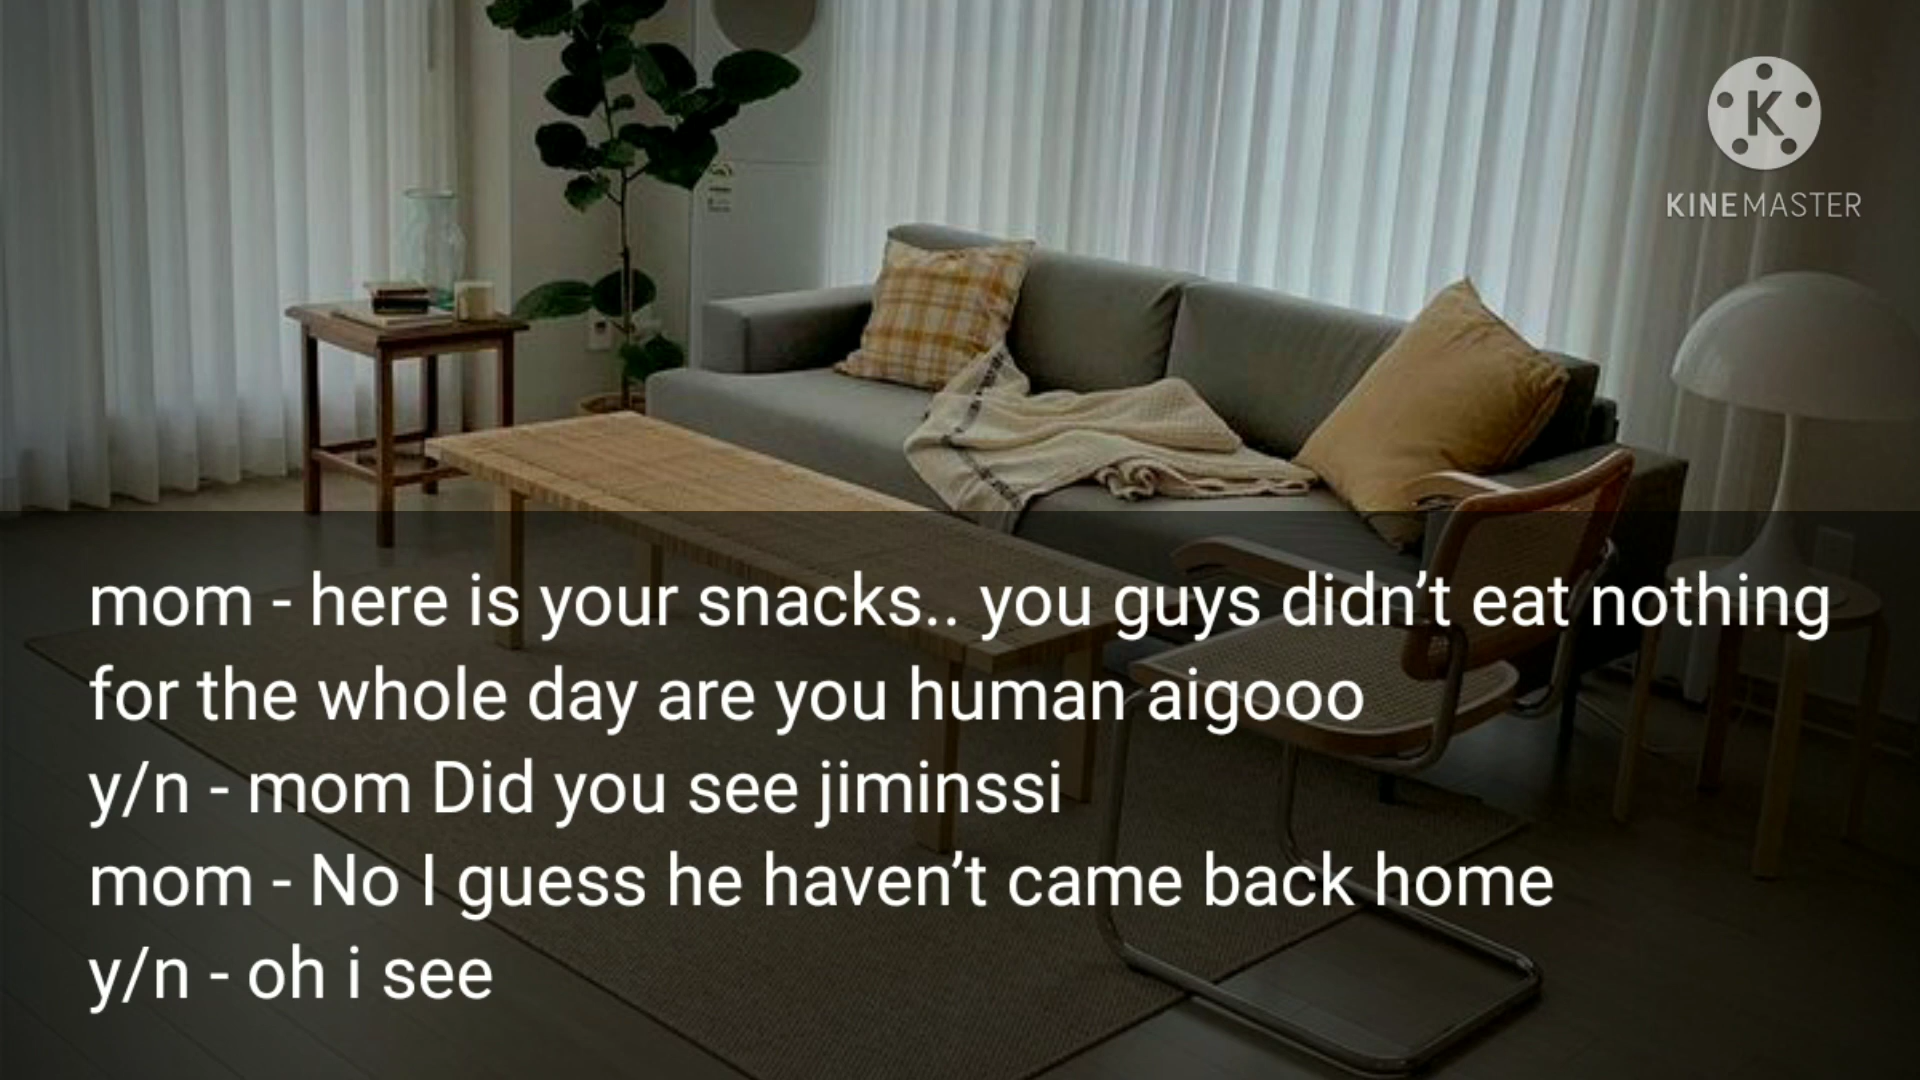 K
KINEMASTER
mom - here is your snacks.. you guys didn’t eat nothing
for the whole day are you human aigooo
y/n - mom Did you see jiminssi
mom - No I guess he haven’t came back home
y/n - oh i see